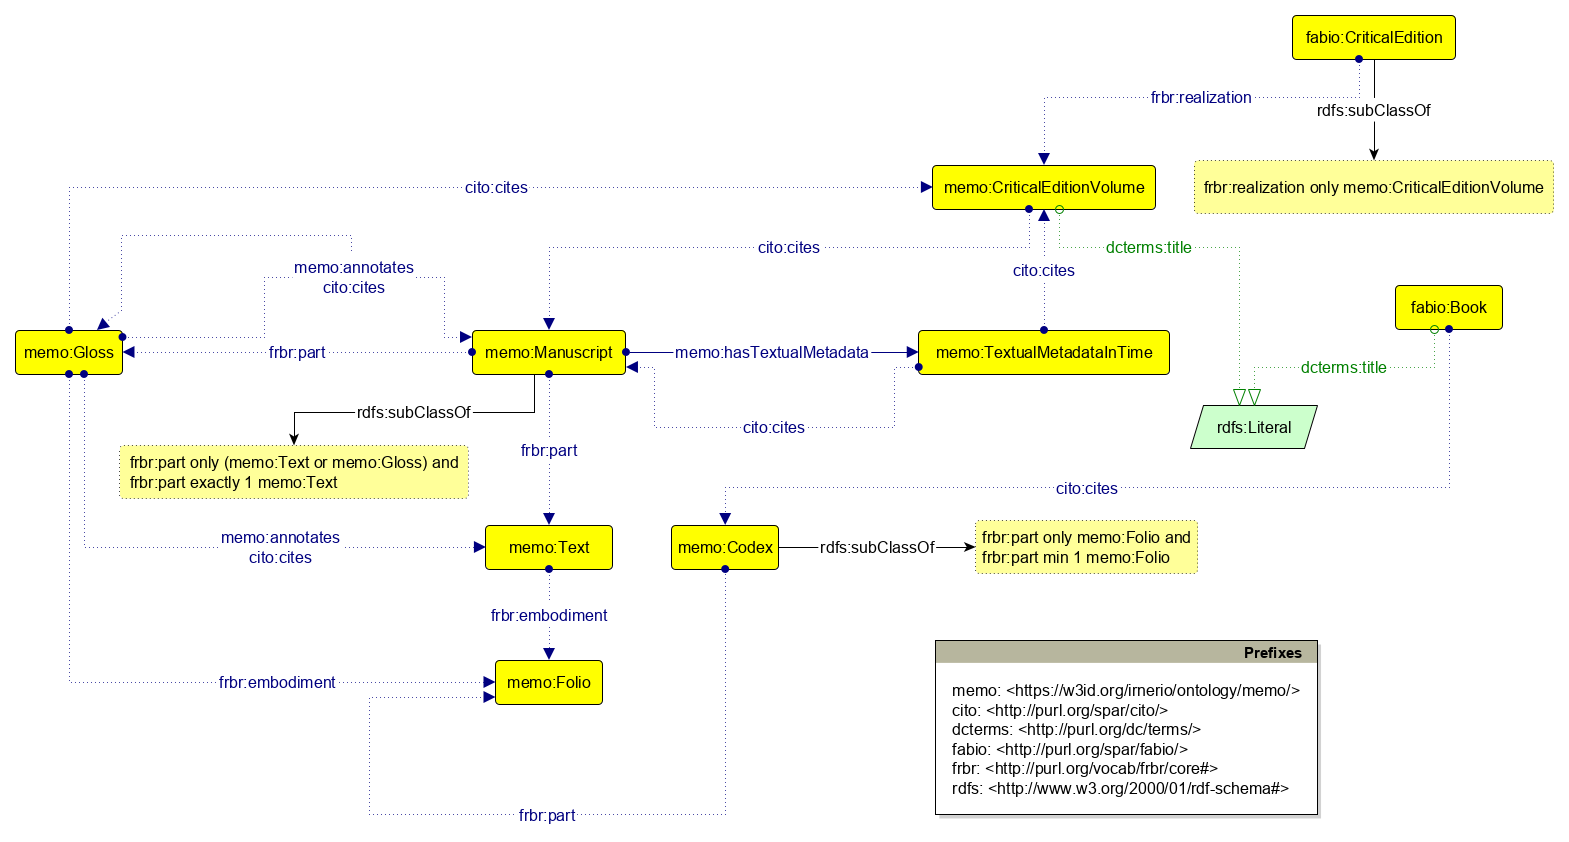 fabio:CriticalEdition
frbr:realization
rdfs:subClassOf
memo:CriticalEditionVolume
frbr:realization only memo:CriticalEditionVolume
cito:cites
cito:cites
dcterms:title
cito:cites
memo:annotates
cito:cites
fabio:Book
memo:Gloss
frbr:part
memo:Manuscript
memo:hasTextualMetadata
memo:TextualMetadataInTime
dcterms:title
rdfs:subClassOf
cito:cites
rdfs:Literal
frbr:part
frbr:part only (memo:Text or memo:Gloss) and
frbr:part exactly 1 memo:Text
cito:cites
memo:annotates
cito:cites
memo:Text
memo:Codex
rdfs:subClassOf
frbr:part only memo:Folio and
frbr:part min 1 memo:Folio
frbr:embodiment
frbr:embodiment
memo:Folio
frbr:part
Prefixes
memo: <https://w3id.org/irnerio/ontology/memo/>
cito: <http://purl.org/spar/cito/>
dcterms: <http://purl.org/dc/terms/>
fabio: <http://purl.org/spar/fabio/>
frbr: <http://purl.org/vocab/frbr/core#>
rdfs: <http://www.w3.org/2000/01/rdf-schema#>